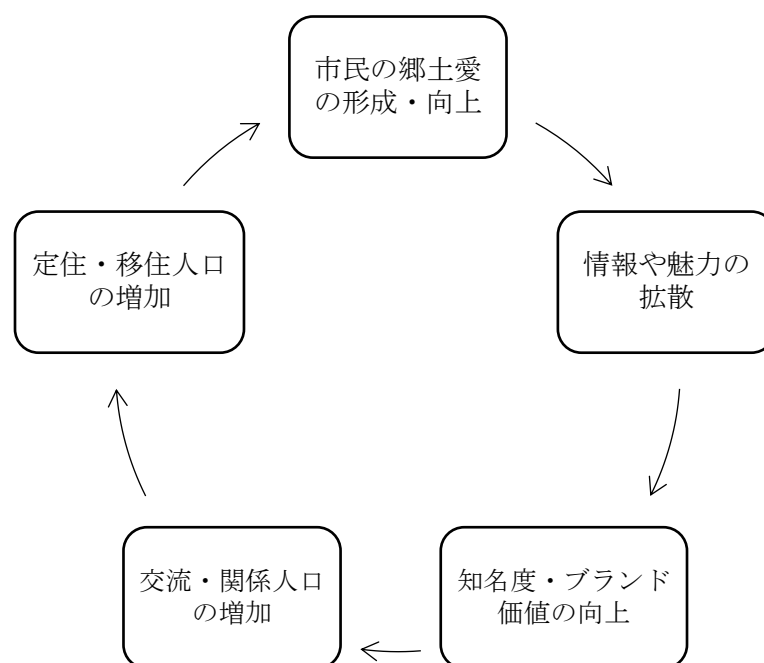 市民の郷土愛
の形成・向上
情報や魅力の
拡散
知名度・ブランド
価値の向上
交流・関係人口
の増加
定住・移住人口
の増加